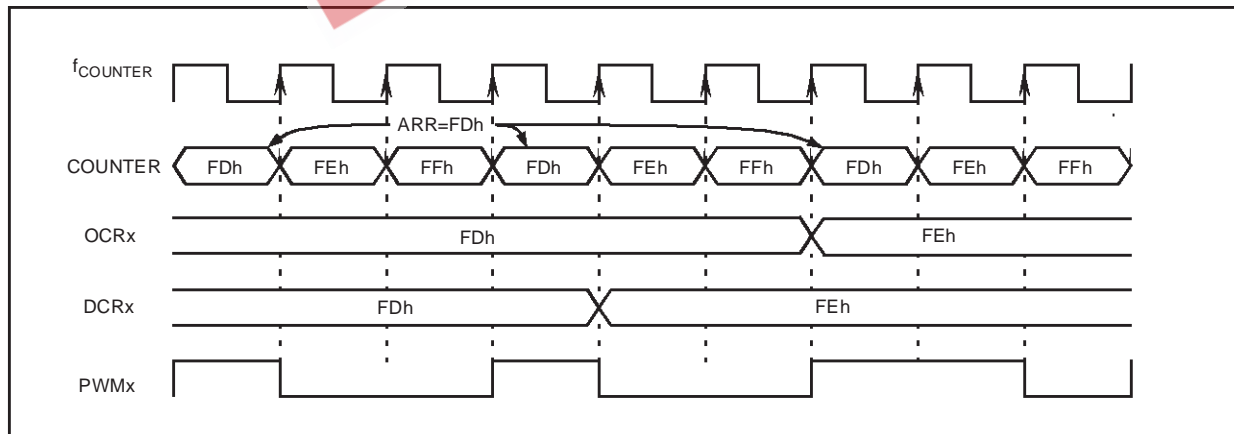 fCOUNTER
ARR=FDh
COUNTER FDh FEh FFh FDh FEh FFh FDh FEh FFh
OCRx FDh FEh
DCRx FDh FEh
PWMx